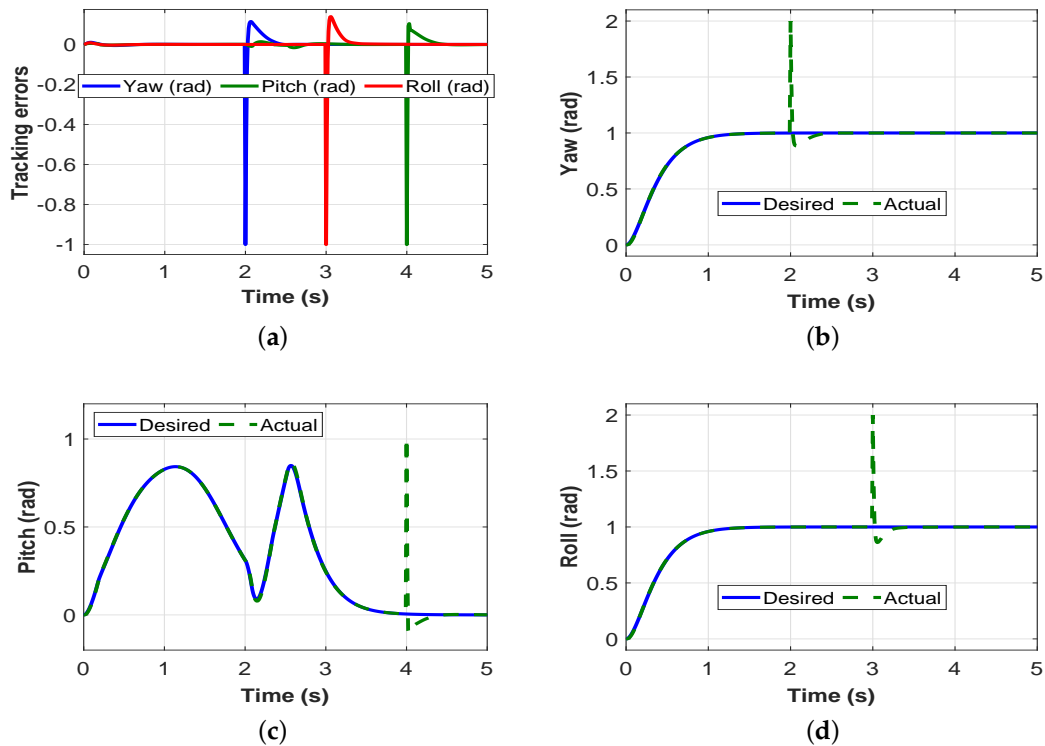 0
-0.2
-0.4
-0.6
-0.8
-1
Tracking errors
Yaw (rad) Pitch (rad) Roll (rad)
0 1 2 3 4 5
Time (s)
(a)
2
1.5
1
0.5
0
Yaw (rad)
Desired Actual
0 1 2 3 4 5
Time (s)
(b)
1
0.5
0
Pitch (rad)
Desired Actual
0 1 2 3 4 5
Time (s)
(c)
2
1.5
1
0.5
0
Roll (rad)
Desired Actual
0 1 2 3 4 5
Time (s)
(d)